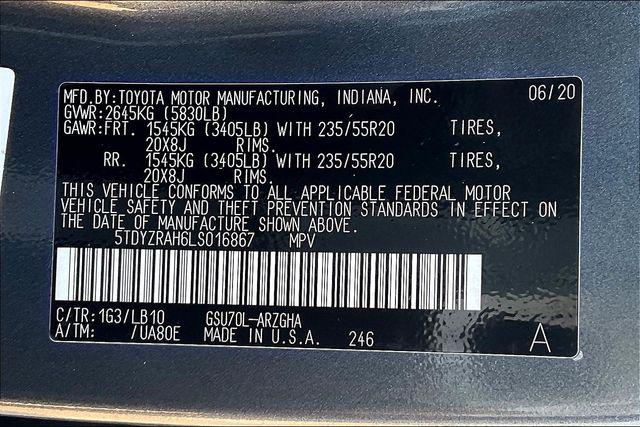 MFD.BY:TOYOTA MOTOR MANUFACTURING, INDIANA, INC. 06/20
GVWR:2645KG (5830LB)
GAWR:FRT. 1545KG (3405LB) WITH 235/55R20 TIRES,
20X8J RIMS.
RR. 1545KG (3405LB) WITH 235/55R20 TIRES,
20X8J RIMS.
THIS VEHICLE CONFORMS TO ALL APPLICABLE FEDERAL MOTOR
VEHICLE SAFETY AND THEFT PREVENTION STANDARDS IN EFFECT ON
THE DATE OF MANUFACTURE SHOWN ABOVE.
5TDYZRAH6LS016867 MPV
C/TR:1G3/LB10 GSU70L-ARZGHA
A/TM: /UA80E MADE IN U.S.A. 246 A